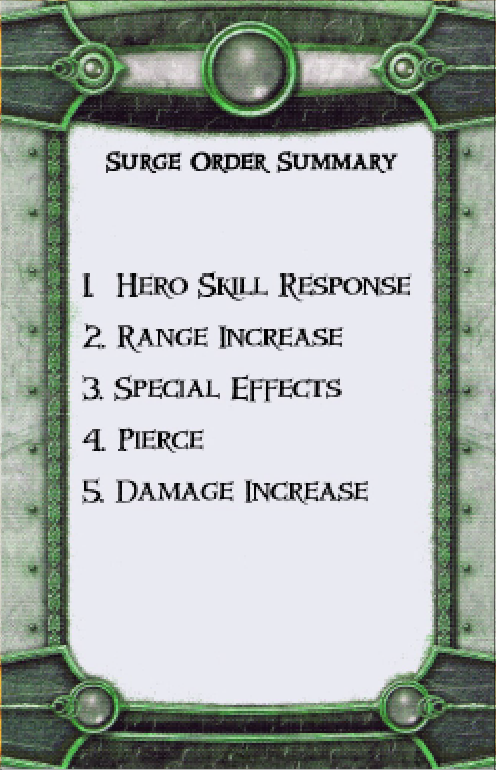 Surge Order Summary
1. Hero Skill Response
2. Range Increase
3. Special Effects
4. Pierce
5. Damage Increase